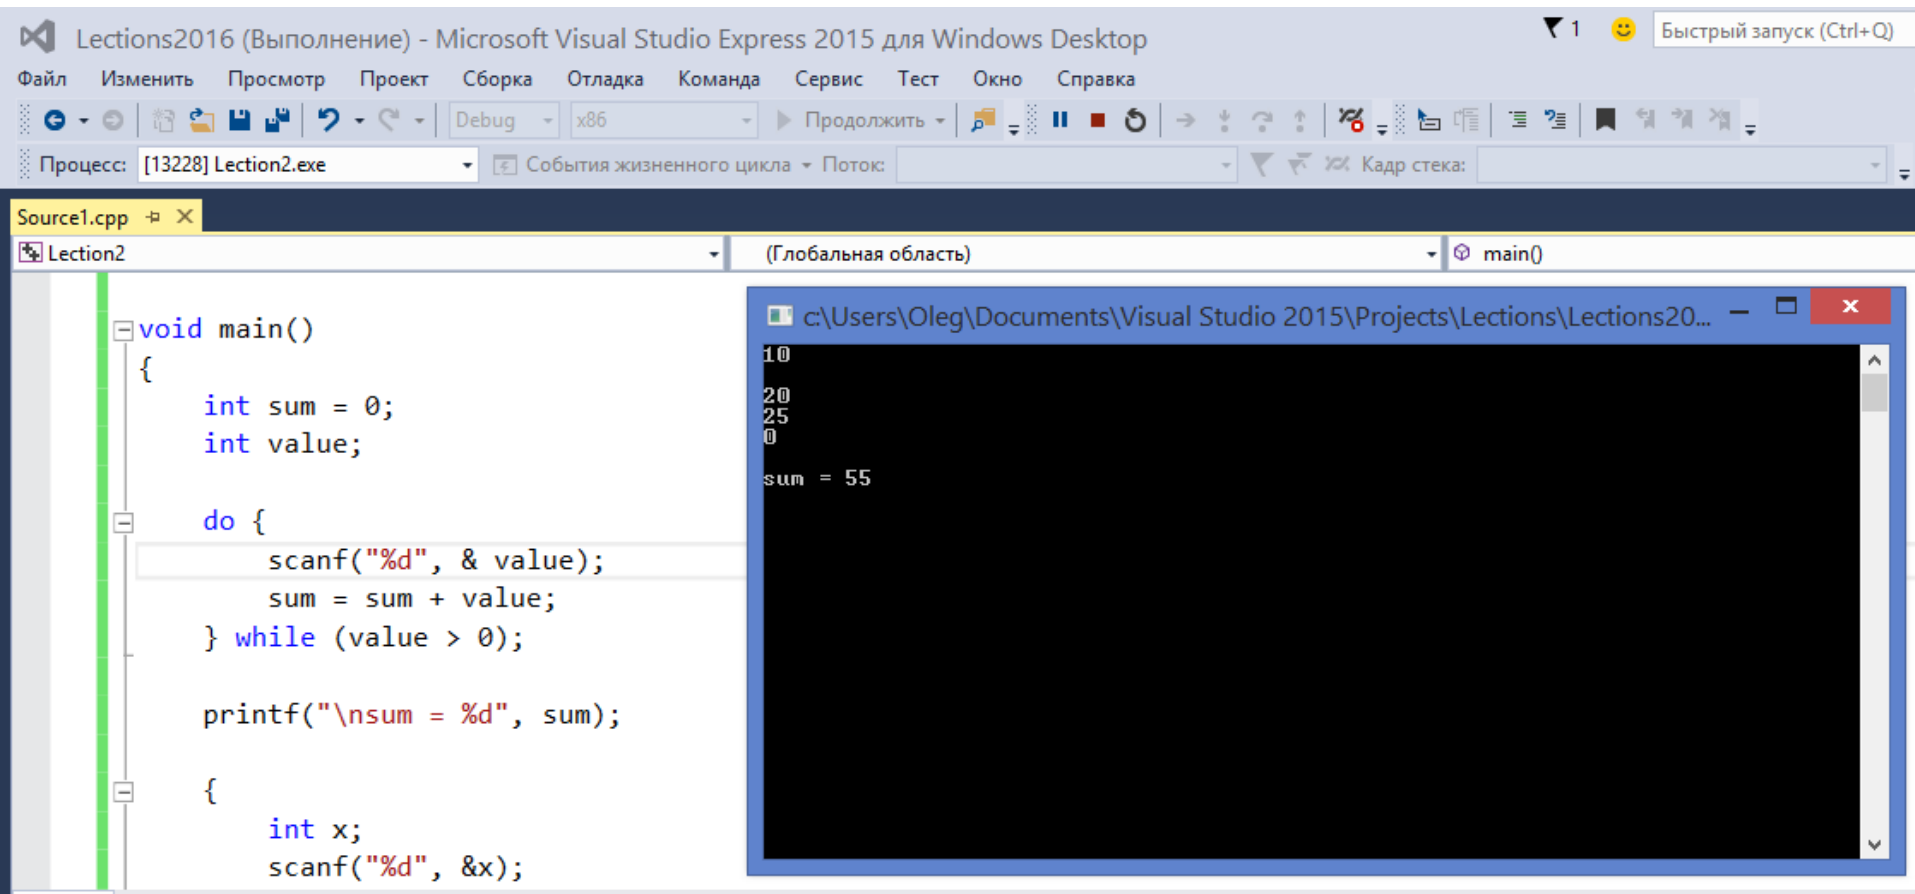 Lections2016 (Выполнение) - Microsoft Visual Studio Express 2015 для Windows Desktop
1
Быстрый запуск (Ctrl+Q)
Файл Изменить Просмотр Проект Сборка Отладка Команда Сервис Тест Окно Справка
Debug x86 Продолжить
Процесс: [13228] Lection2.exe События жизненного цикла Поток: Кадр стека:
Source1.cpp
Lection2 (Глобальная область) main()
void main()
{
int sum = 0;
int value;
do {
scanf("%d", & value);
sum = sum + value;
} while (value > 0);
printf("\nsum = %d", sum);
{
int x;
scanf("%d", &x);
c:\Users\Oleg\Documents\Visual Studio 2015\Projects\Lections\Lections20...
10
20
25
0
sum = 55